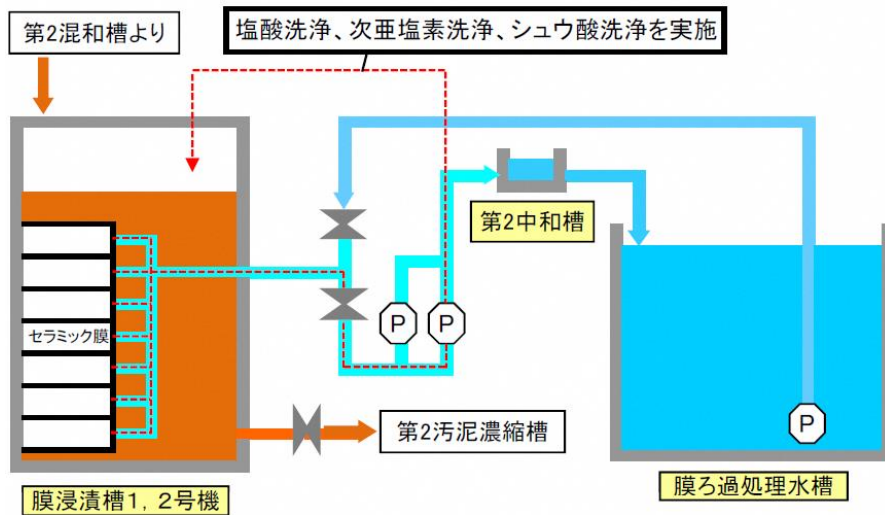 第2混和槽より
塩酸洗浄、次亜塩素洗浄、シュウ酸洗浄を実施
第2中和槽
セラミック膜
P
P
P
第2汚泥濃縮槽
膜浸漬槽1，2号機
膜ろ過処理水槽